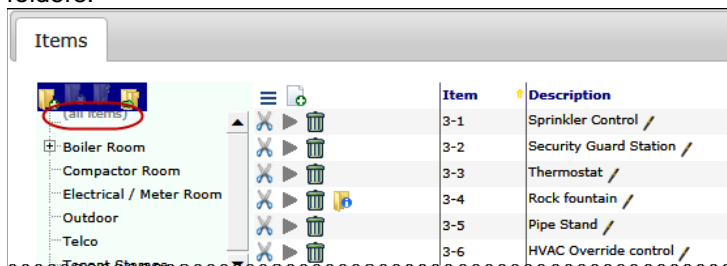 folders.
Items
Item Description
(all items)
3-1 Sprinkler Control
Boiler Room 3-2 Security Guard Station
Compactor Room 3-3 Thermostat
Electrical / Meter Room 3-4 Rock fountain
Outdoor 3-5 Pipe Stand
Telco 3-6 HVAC Override control